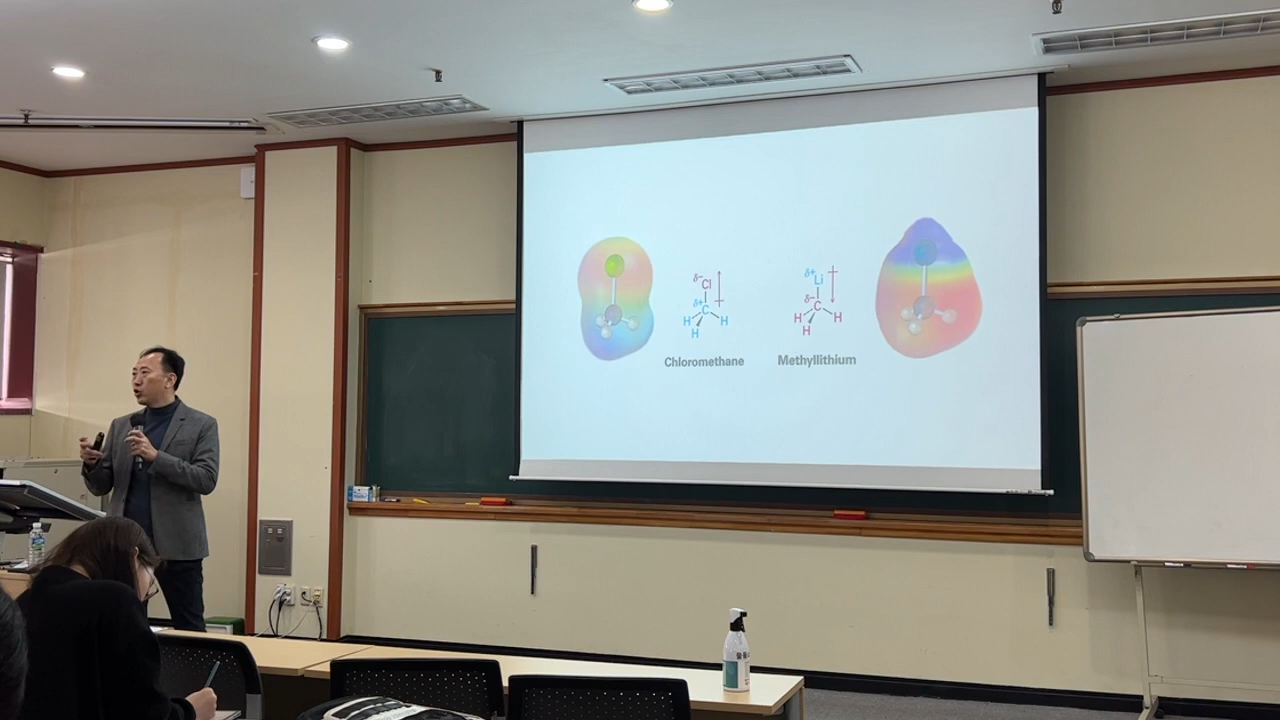 δ−
Cl
δ+
C
H
H
H
Chloromethane
δ+
Li
δ−
C
H
H
H
Methyllithium